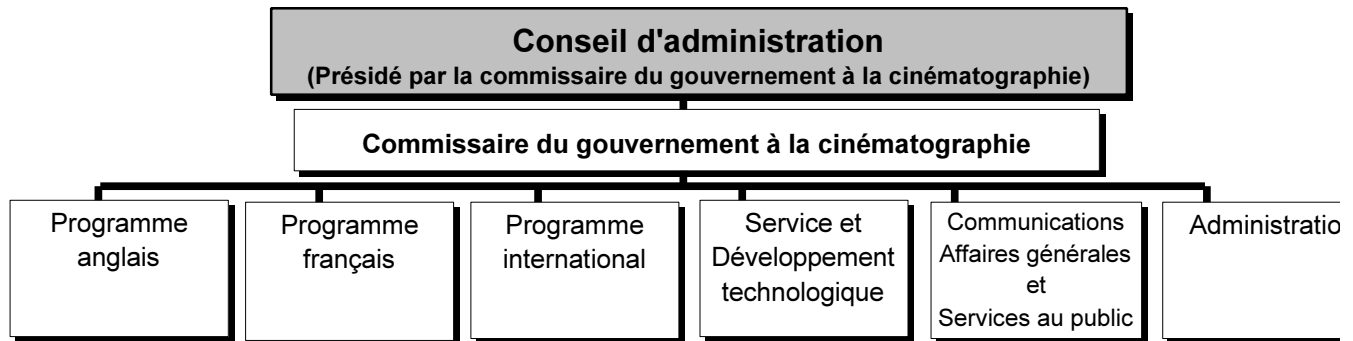 Conseil d'administration
(Présidé par la commissaire du gouvernement à la cinématographie)
Commissaire du gouvernement à la cinématographie
Programme
anglais
Programme
français
Programme
international
Service et
Développement
technologique
Communications
Affaires générales
et
Services au public
Administratio